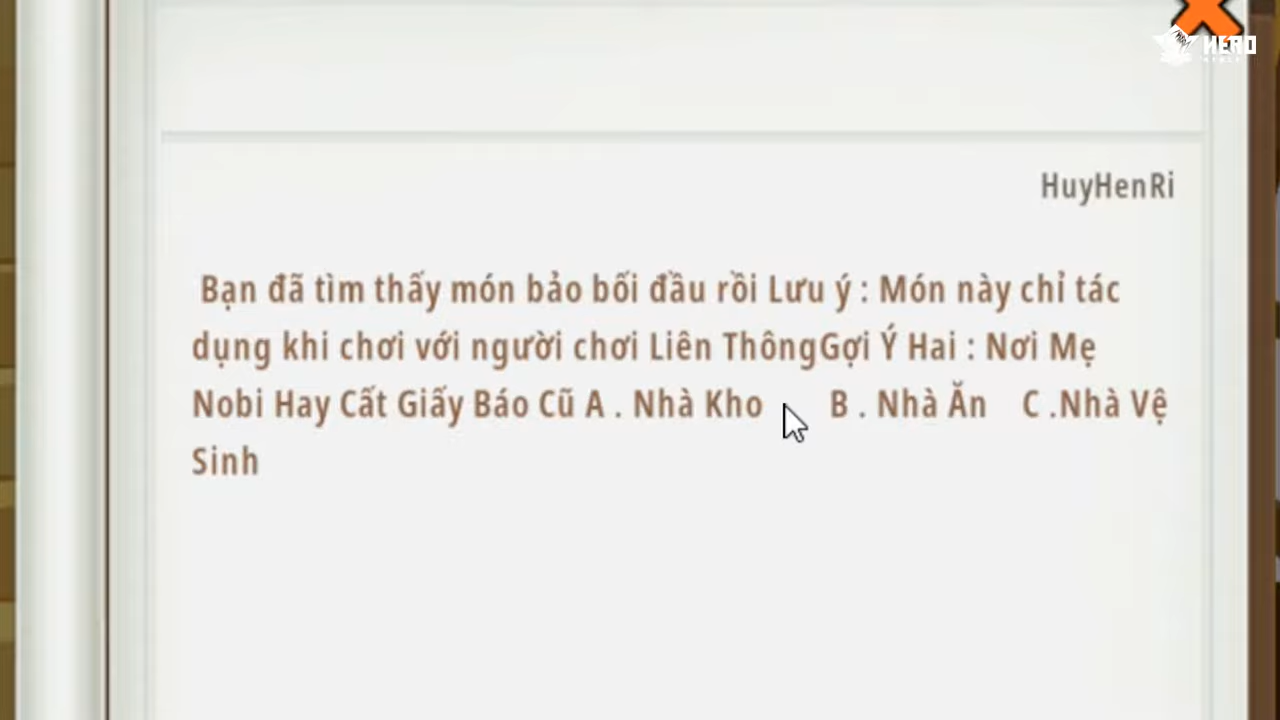 HERO
HuyHenRi
Bạn đã tìm thấy món bảo bối đầu rồi Lưu ý : Món này chỉ tác
dụng khi chơi với người chơi Liên ThôngGợi Ý Hai : Nơi Mẹ
Nobi Hay Cất Giấy Báo Cũ A . Nhà Kho B . Nhà Ăn C .Nhà Vệ
Sinh